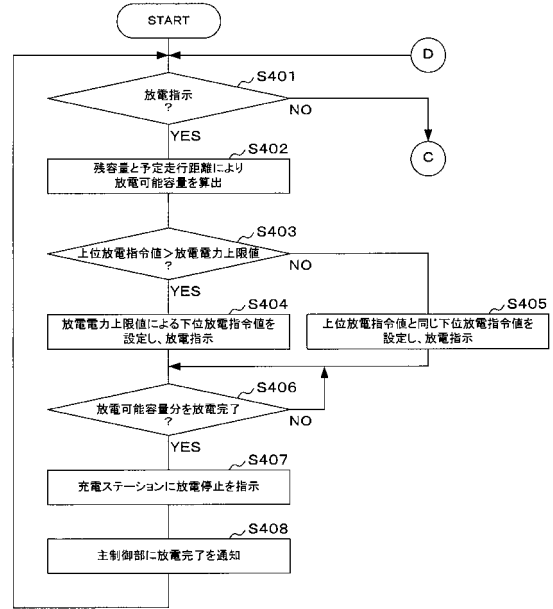 START
D
S401
放電指示
?
NO
YES
C
S402
残容量と予定走行距離により
放電可能容量を算出
S403
上位放電指令値>放電電力上限値
?
NO
YES
S404
放電電力上限値による下位放電指令値を
設定し、放電指示
S405
上位放電指令値と同じ下位放電指令値を
設定し、放電指示
S406
放電可能容量分を放電完了
?
NO
YES
S407
充電ステーションに放電停止を指示
S408
主制御部に放電完了を通知